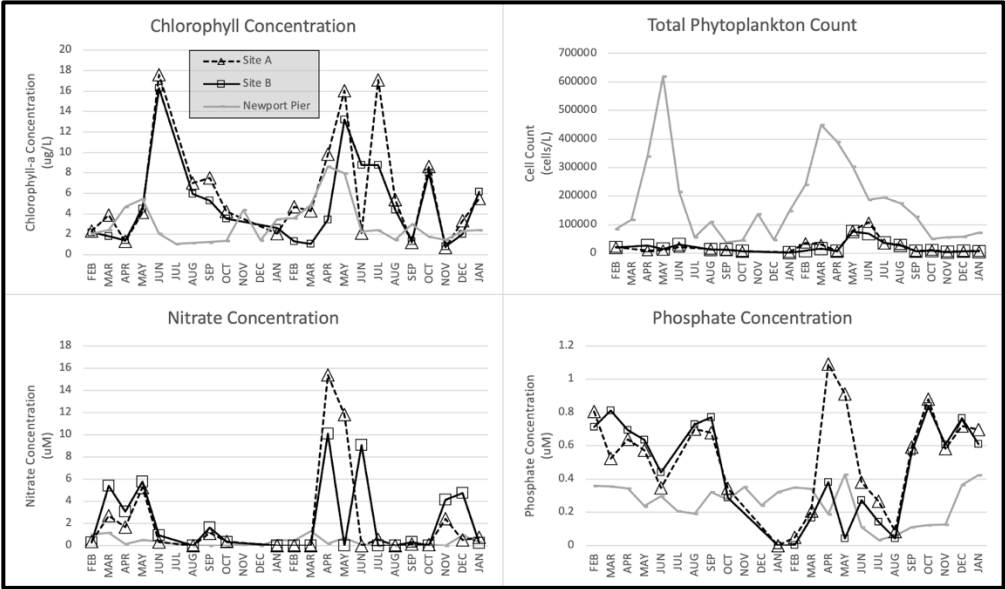 Chlorophyll Concentration
Chlorophyll-a Concentration
(ug/L)
20
18
16
14
12
10
8
6
4
2
0
Site A
Site B
Newport Pier
FEB MAR APR MAY JUN JUL AUG SEP OCT NOV DEC JAN FEB MAR APR MAY JUN JUL AUG SEP OCT NOV DEC JAN
Total Phytoplankton Count
Cell Count
(cells/L)
700000
600000
500000
400000
300000
200000
100000
0
FEB MAR APR MAY JUN JUL AUG SEP OCT NOV DEC JAN FEB MAR APR MAY JUN JUL AUG SEP OCT NOV DEC JAN
Nitrate Concentration
Nitrate Concentration
(uM)
18
16
14
12
10
8
6
4
2
0
FEB MAR APR MAY JUN JUL AUG SEP OCT NOV DEC JAN FEB MAR APR MAY JUN JUL AUG SEP OCT NOV DEC JAN
Phosphate Concentration
Phosphate Concentration
(uM)
1.2
1
0.8
0.6
0.4
0.2
0
FEB MAR APR MAY JUN JUL AUG SEP OCT NOV DEC JAN FEB MAR APR MAY JUN JUL AUG SEP OCT NOV DEC JAN